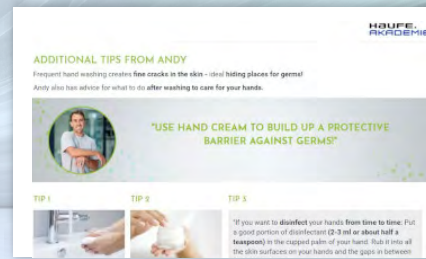 HAUFE.
AKADEMIE
ADDITIONAL TIPS FROM ANDY
Frequent hand washing creates fine cracks in the skin - ideal hiding places for germs!
Andy also has advice for what to do after washing to care for your hands.
"USE HAND CREAM TO BUILD UP A PROTECTIVE
BARRIER AGAINST GERMS!"
TIP 1
TIP 2
TIP 3
"If you want to disinfect your hands from time to time: Put
a good portion of disinfectant (2-3 ml or about half a
teaspoon) in the cupped palm of your hand. Rub it into all
the skin surfaces on your hands and the gaps in between